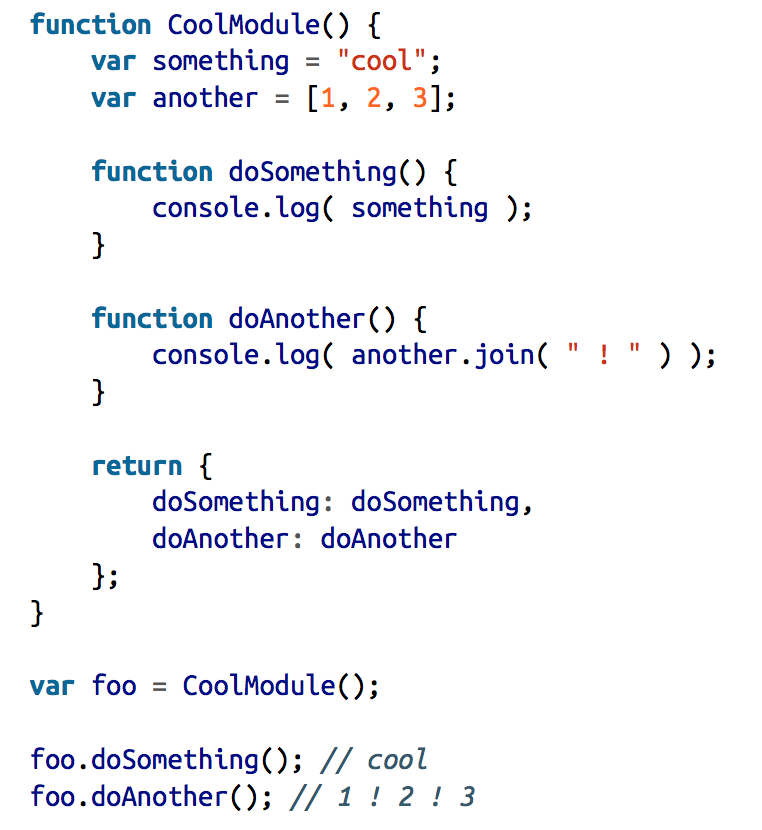 function CoolModule() {
    var something = "cool";
    var another = [1, 2, 3];

    function doSomething() {
        console.log( something );
    }

    function doAnother() {
        console.log( another.join( " ! " ) );
    }

    return {
        doSomething: doSomething,
        doAnother: doAnother
    };
}

var foo = CoolModule();

foo.doSomething(); // cool
foo.doAnother(); // 1 ! 2 ! 3